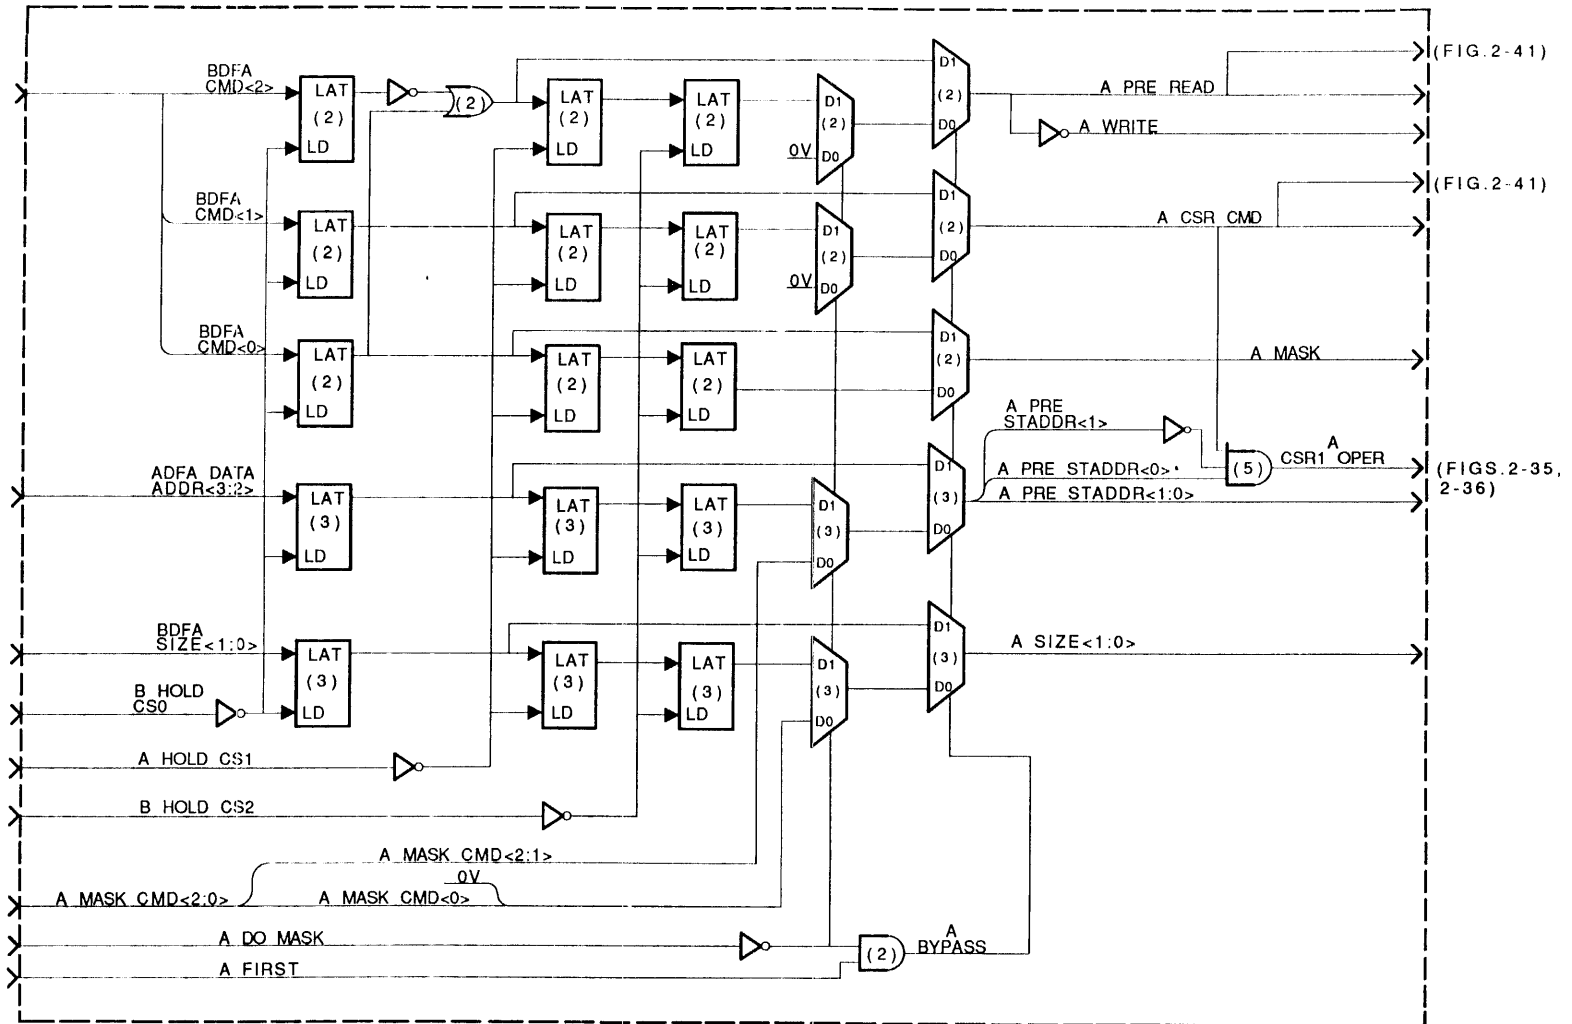 BDFA
CMD<2>
LAT
(2)
LD
(2)
LAT
(2)
LD
LAT
(2)
LD
D1
(2)
0V
D0
D1
(2)
D0
A PRE READ
A WRITE
(FIG.2-41)
BDFA
CMD<1>
LAT
(2)
LD
LAT
(2)
LD
LAT
(2)
LD
D1
(2)
0V
D0
D1
(2)
D0
A CSR CMD
(FIG.2-41)
BDFA
CMD<0>
LAT
(2)
LD
LAT
(2)
LD
LAT
(2)
LD
D1
(2)
D0
A MASK
ADFA DATA
ADDR<3:2>
LAT
(3)
LD
LAT
(3)
LD
LAT
(3)
LD
D1
(3)
D0
D1
(3)
D0
A PRE
STADDR<1>
A PRE STADDR<0>
A PRE STADDR<1:0>
(5)
A
CSR1 OPER
(FIGS.2-35,
2-36)
BDFA
SIZE<1:0>
LAT
(3)
LD
LAT
(3)
LD
LAT
(3)
LD
D1
(3)
D0
D1
(3)
D0
A SIZE<1:0>
B HOLD
CS0
A HOLD CS1
B HOLD CS2
A MASK CMD<2:1>
0V
A MASK CMD<2:0>
A MASK CMD<0>
A DO MASK
A FIRST
(2)
A
BYPASS